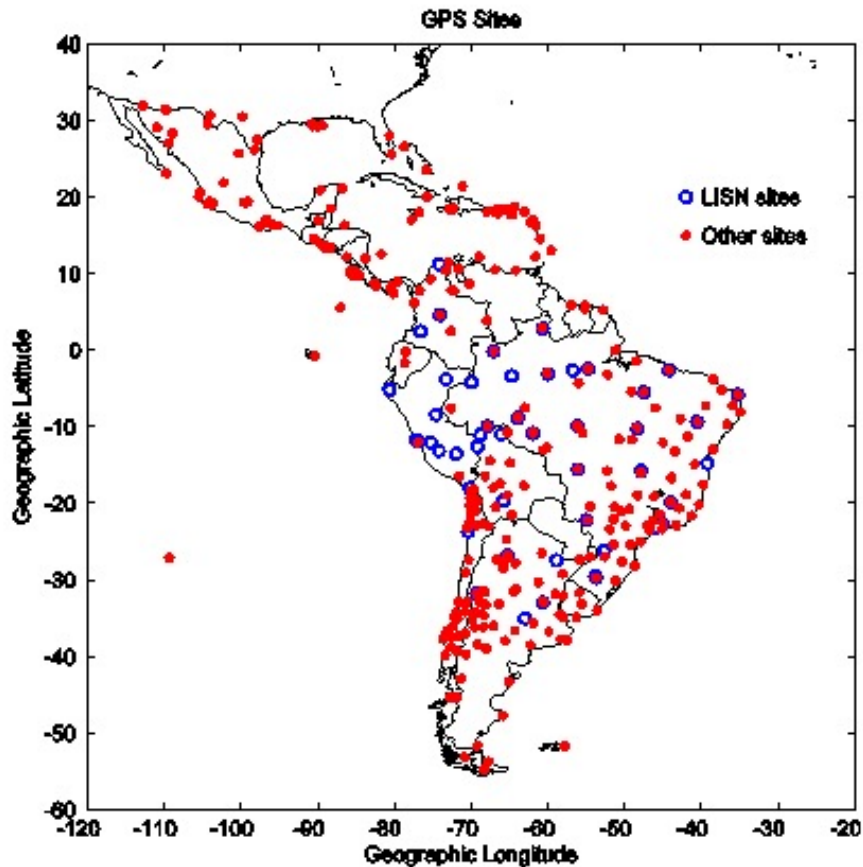 GPS Sites
40
30
20
10
0
-10
-20
-30
-40
-50
-60
Geographic Latitude
LISN sites
Other sites
-120 -110 -100 -90 -80 -70 -60 -50 -40 -30 -20
Geographic Longitude